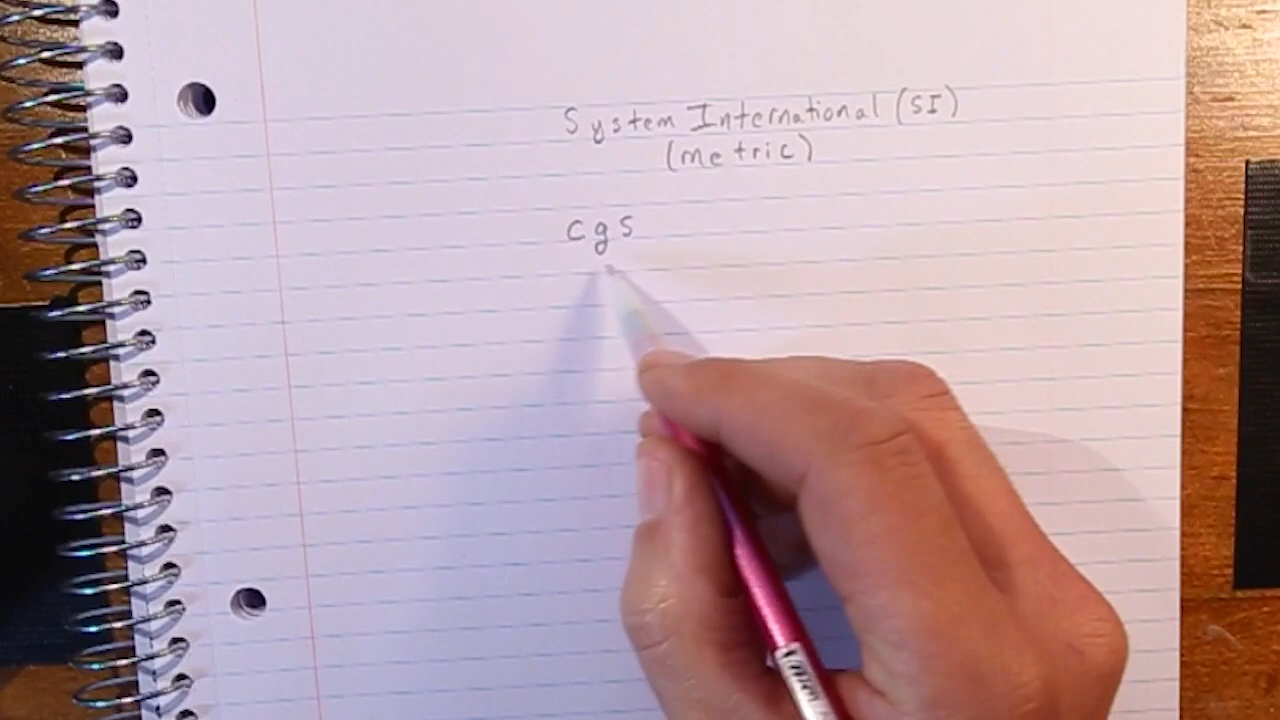 System International (SI)
(metric)
cgs